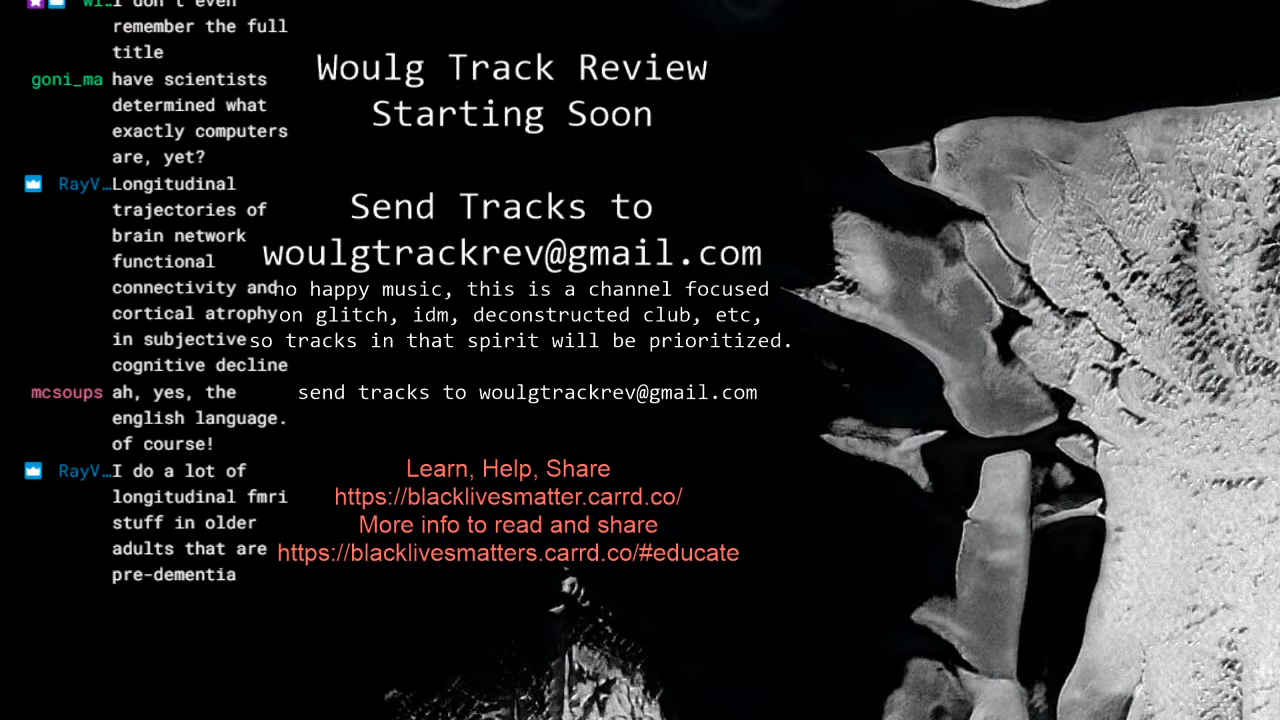 wi… I don't even
remember the full
title
goni_ma have scientists
determined what
exactly computers
are, yet?
RayV… Longitudinal
trajectories of
brain network
functional
connectivity and
cortical atrophy
in subjective
cognitive decline
mcsoups ah, yes, the
english language.
of course!
RayV… I do a lot of
longitudinal fmri
stuff in older
adults that are
pre-dementia
Woulg Track Review
Starting Soon
Send Tracks to
woulgtrackrev@gmail.com
no happy music, this is a channel focused
on glitch, idm, deconstructed club, etc,
so tracks in that spirit will be prioritized.
send tracks to woulgtrackrev@gmail.com
Learn, Help, Share
https://blacklivesmatter.carrd.co/
More info to read and share
https://blacklivesmatters.carrd.co/#educate